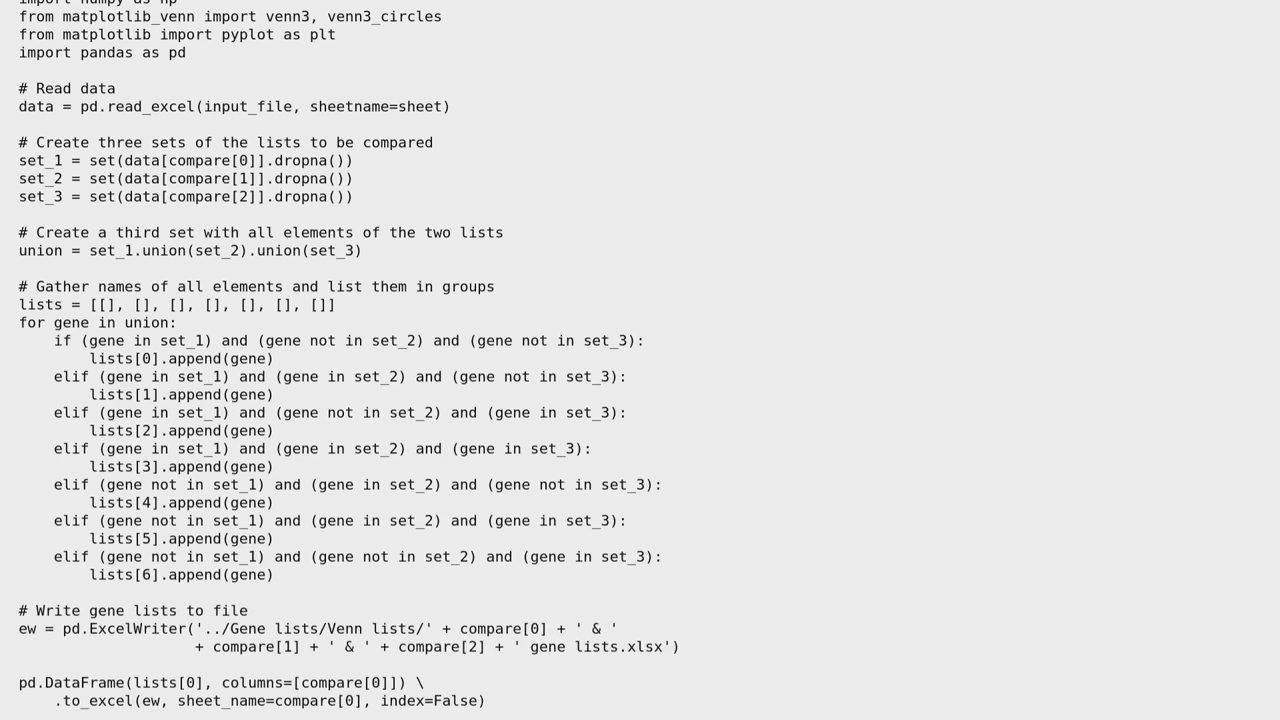 import numpy as np
from matplotlib_venn import venn3, venn3_circles
from matplotlib import pyplot as plt
import pandas as pd

# Read data
data = pd.read_excel(input_file, sheetname=sheet)

# Create three sets of the lists to be compared
set_1 = set(data[compare[0]].dropna())
set_2 = set(data[compare[1]].dropna())
set_3 = set(data[compare[2]].dropna())

# Create a third set with all elements of the two lists
union = set_1.union(set_2).union(set_3)

# Gather names of all elements and list them in groups
lists = [[], [], [], [], [], [], []]
for gene in union:
    if (gene in set_1) and (gene not in set_2) and (gene not in set_3):
        lists[0].append(gene)
    elif (gene in set_1) and (gene in set_2) and (gene not in set_3):
        lists[1].append(gene)
    elif (gene in set_1) and (gene not in set_2) and (gene in set_3):
        lists[2].append(gene)
    elif (gene in set_1) and (gene in set_2) and (gene in set_3):
        lists[3].append(gene)
    elif (gene not in set_1) and (gene in set_2) and (gene not in set_3):
        lists[4].append(gene)
    elif (gene not in set_1) and (gene in set_2) and (gene in set_3):
        lists[5].append(gene)
    elif (gene not in set_1) and (gene not in set_2) and (gene in set_3):
        lists[6].append(gene)

# Write gene lists to file
ew = pd.ExcelWriter('../Gene lists/Venn lists/' + compare[0] + ' & '
                    + compare[1] + ' & ' + compare[2] + ' gene lists.xlsx')

pd.DataFrame(lists[0], columns=[compare[0]]) \
    .to_excel(ew, sheet_name=compare[0], index=False)